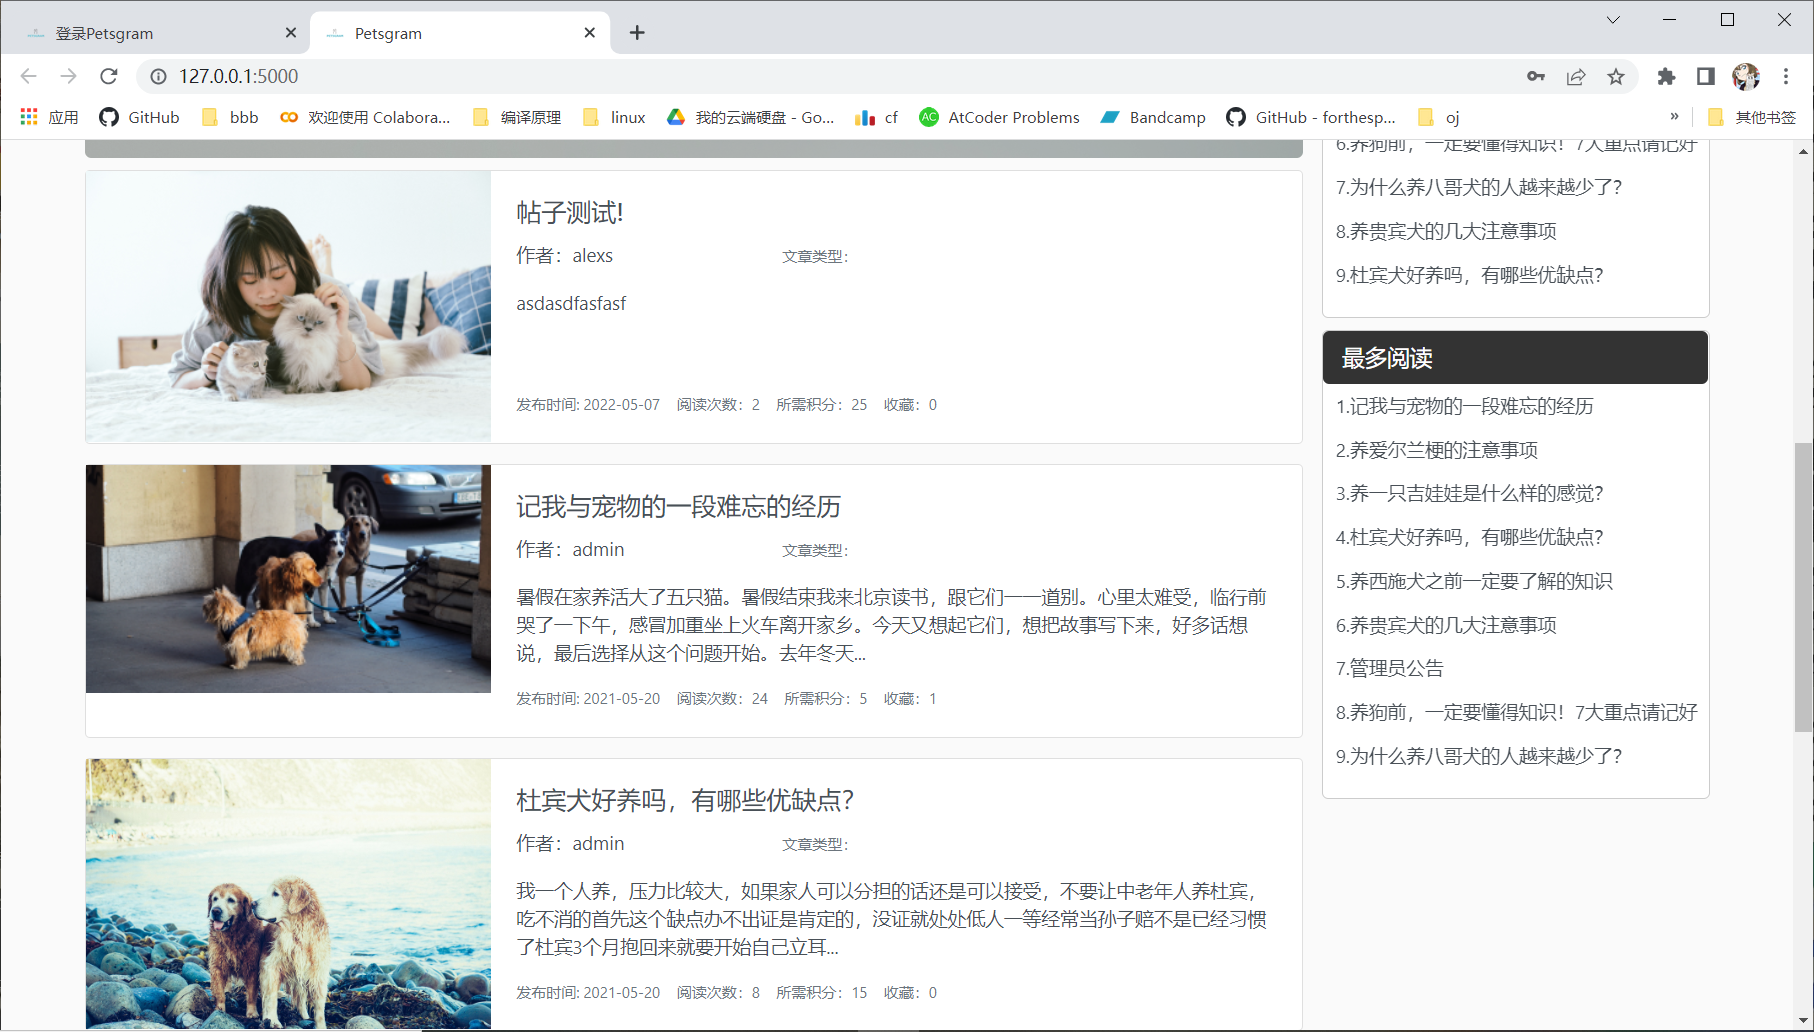 登录Petsgram
Petsgram
127.0.0.1:5000
应用
GitHub
bbb
欢迎使用 Colabora...
编译原理
linux
我的云端硬盘 - Go...
cf
AC
AtCoder Problems
Bandcamp
GitHub - forthesp...
oj
»
其他书签
帖子测试!
作者：alexs
文章类型：
asdasdfasfasf
发布时间: 2022-05-07 阅读次数：2 所需积分：25 收藏：0
记我与宠物的一段难忘的经历
作者：admin
文章类型：
暑假在家养活大了五只猫。暑假结束我来北京读书，跟它们一一道别。心里太难受，临行前
哭了一下午，感冒加重坐上火车离开家乡。今天又想起它们，想把故事写下来，好多话想
说，最后选择从这个问题开始。去年冬天...
发布时间: 2021-05-20 阅读次数：24 所需积分：5 收藏：1
杜宾犬好养吗，有哪些优缺点？
作者：admin
文章类型：
我一个人养，压力比较大，如果家人可以分担的话还是可以接受，不要让中老年人养杜宾，
吃不消的首先这个缺点办不出证是肯定的，没证就处处低人一等经常当孙子赔不是已经习惯
了杜宾3个月抱回来就要开始自己立耳...
发布时间: 2021-05-20 阅读次数：8 所需积分：15 收藏：0
6.养狗前，一定要懂得知识！7大重点请记好
7.为什么养八哥犬的人越来越少了？
8.养贵宾犬的几大注意事项
9.杜宾犬好养吗，有哪些优缺点？
最多阅读
1.记我与宠物的一段难忘的经历
2.养爱尔兰梗的注意事项
3.养一只吉娃娃是什么样的感觉？
4.杜宾犬好养吗，有哪些优缺点？
5.养西施犬之前一定要了解的知识
6.养贵宾犬的几大注意事项
7.管理员公告
8.养狗前，一定要懂得知识！7大重点请记好
9.为什么养八哥犬的人越来越少了？